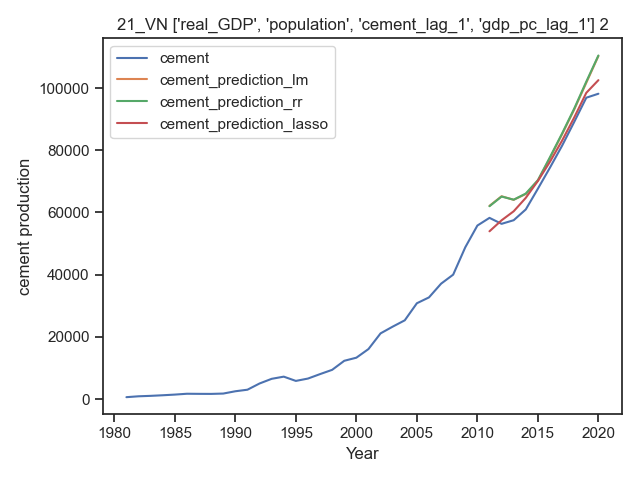 21_VN ['real_GDP', 'population', 'cement_lag_1', 'gdp_pc_lag_1'] 2
cement
cement_prediction_lm
cement_prediction_rr
cement_prediction_lasso
cement production
100000
80000
60000
40000
20000
0
1980 1985 1990 1995 2000 2005 2010 2015 2020
Year